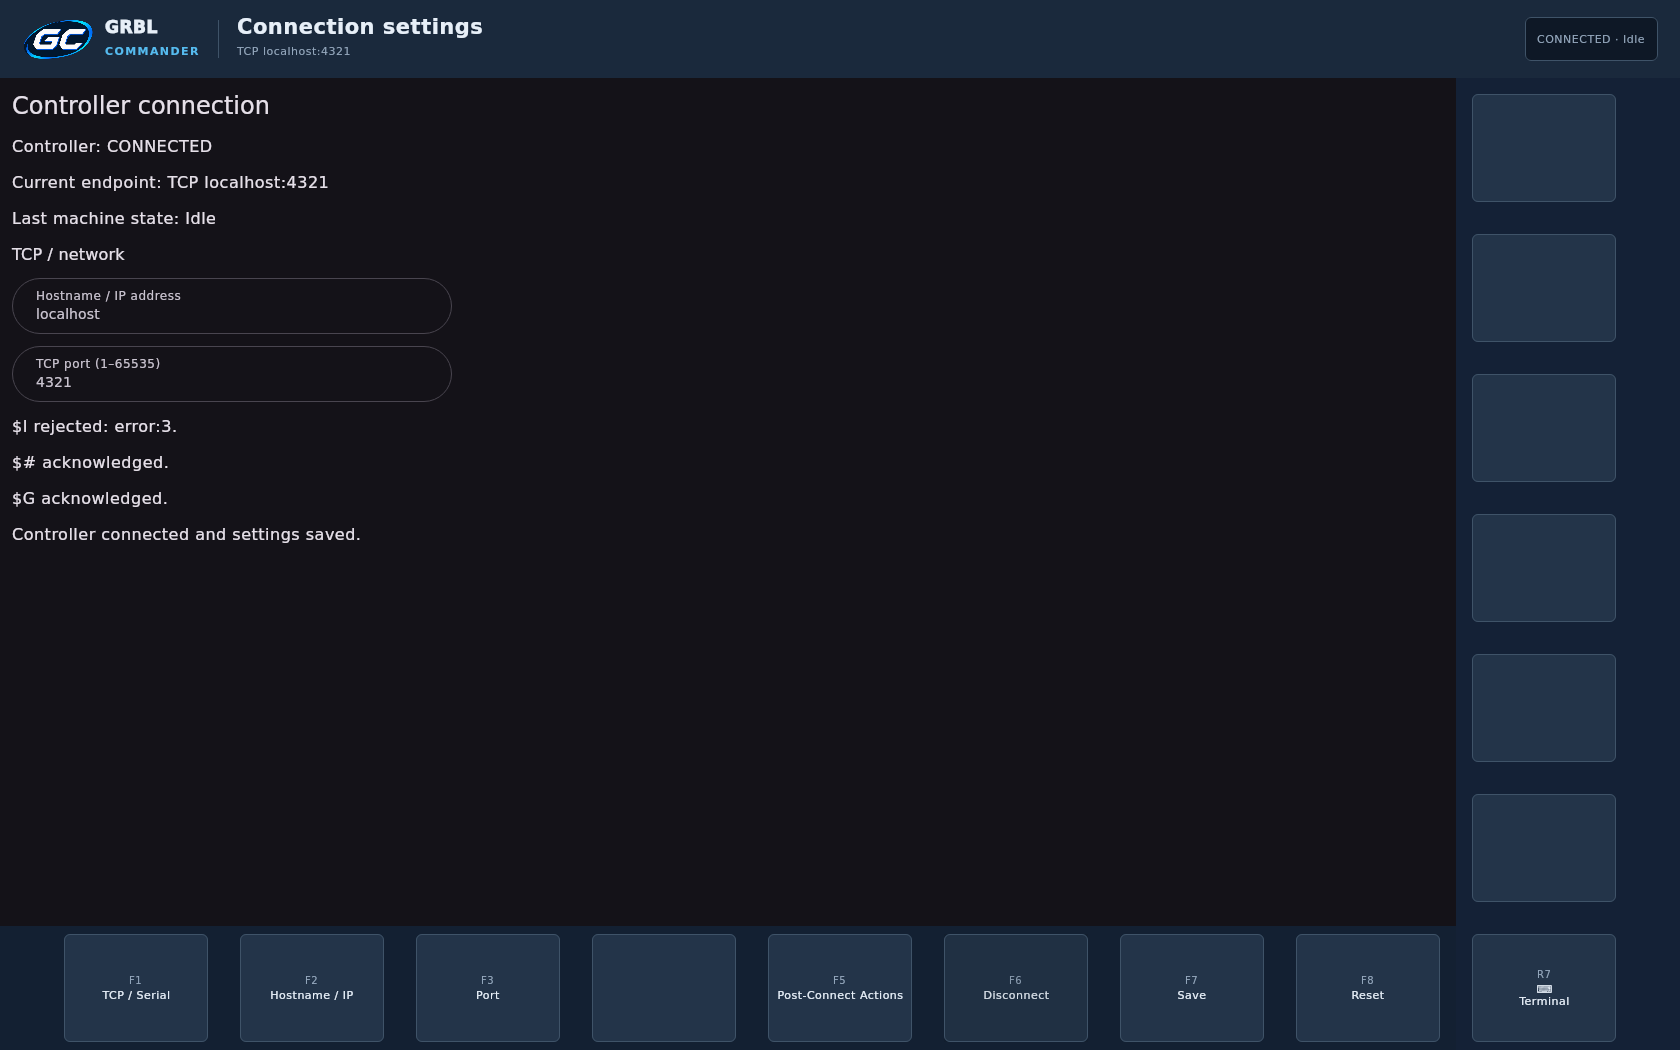 GC
GRBL
COMMANDER
Connection settings
TCP localhost:4321
CONNECTED · Idle
Controller connection
Controller: CONNECTED
Current endpoint: TCP localhost:4321
Last machine state: Idle
TCP / network
Hostname / IP address
localhost
TCP port (1–65535)
4321
$I rejected: error:3.
$# acknowledged.
$G acknowledged.
Controller connected and settings saved.
F1
TCP / Serial
F2
Hostname / IP
F3
Port
F5
Post-Connect Actions
F6
Disconnect
F7
Save
F8
Reset
R7
⌨
Terminal